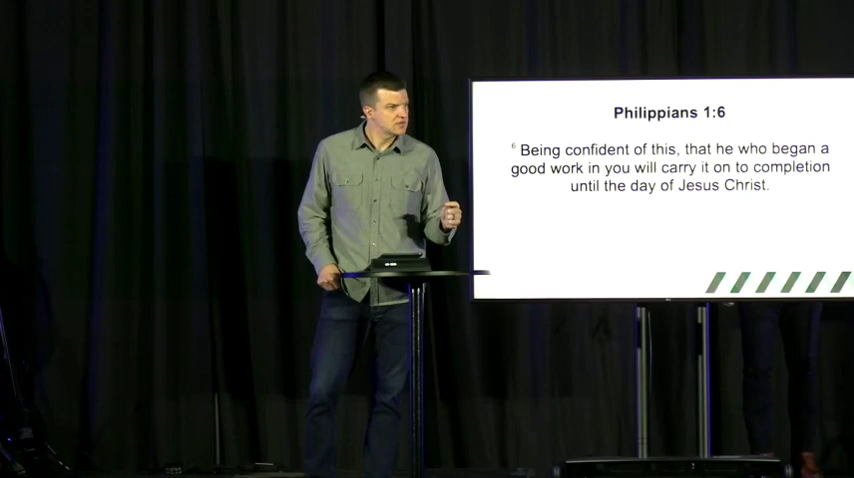 Philippians 1:6
6 Being confident of this, that he who began a
good work in you will carry it on to completion
until the day of Jesus Christ.